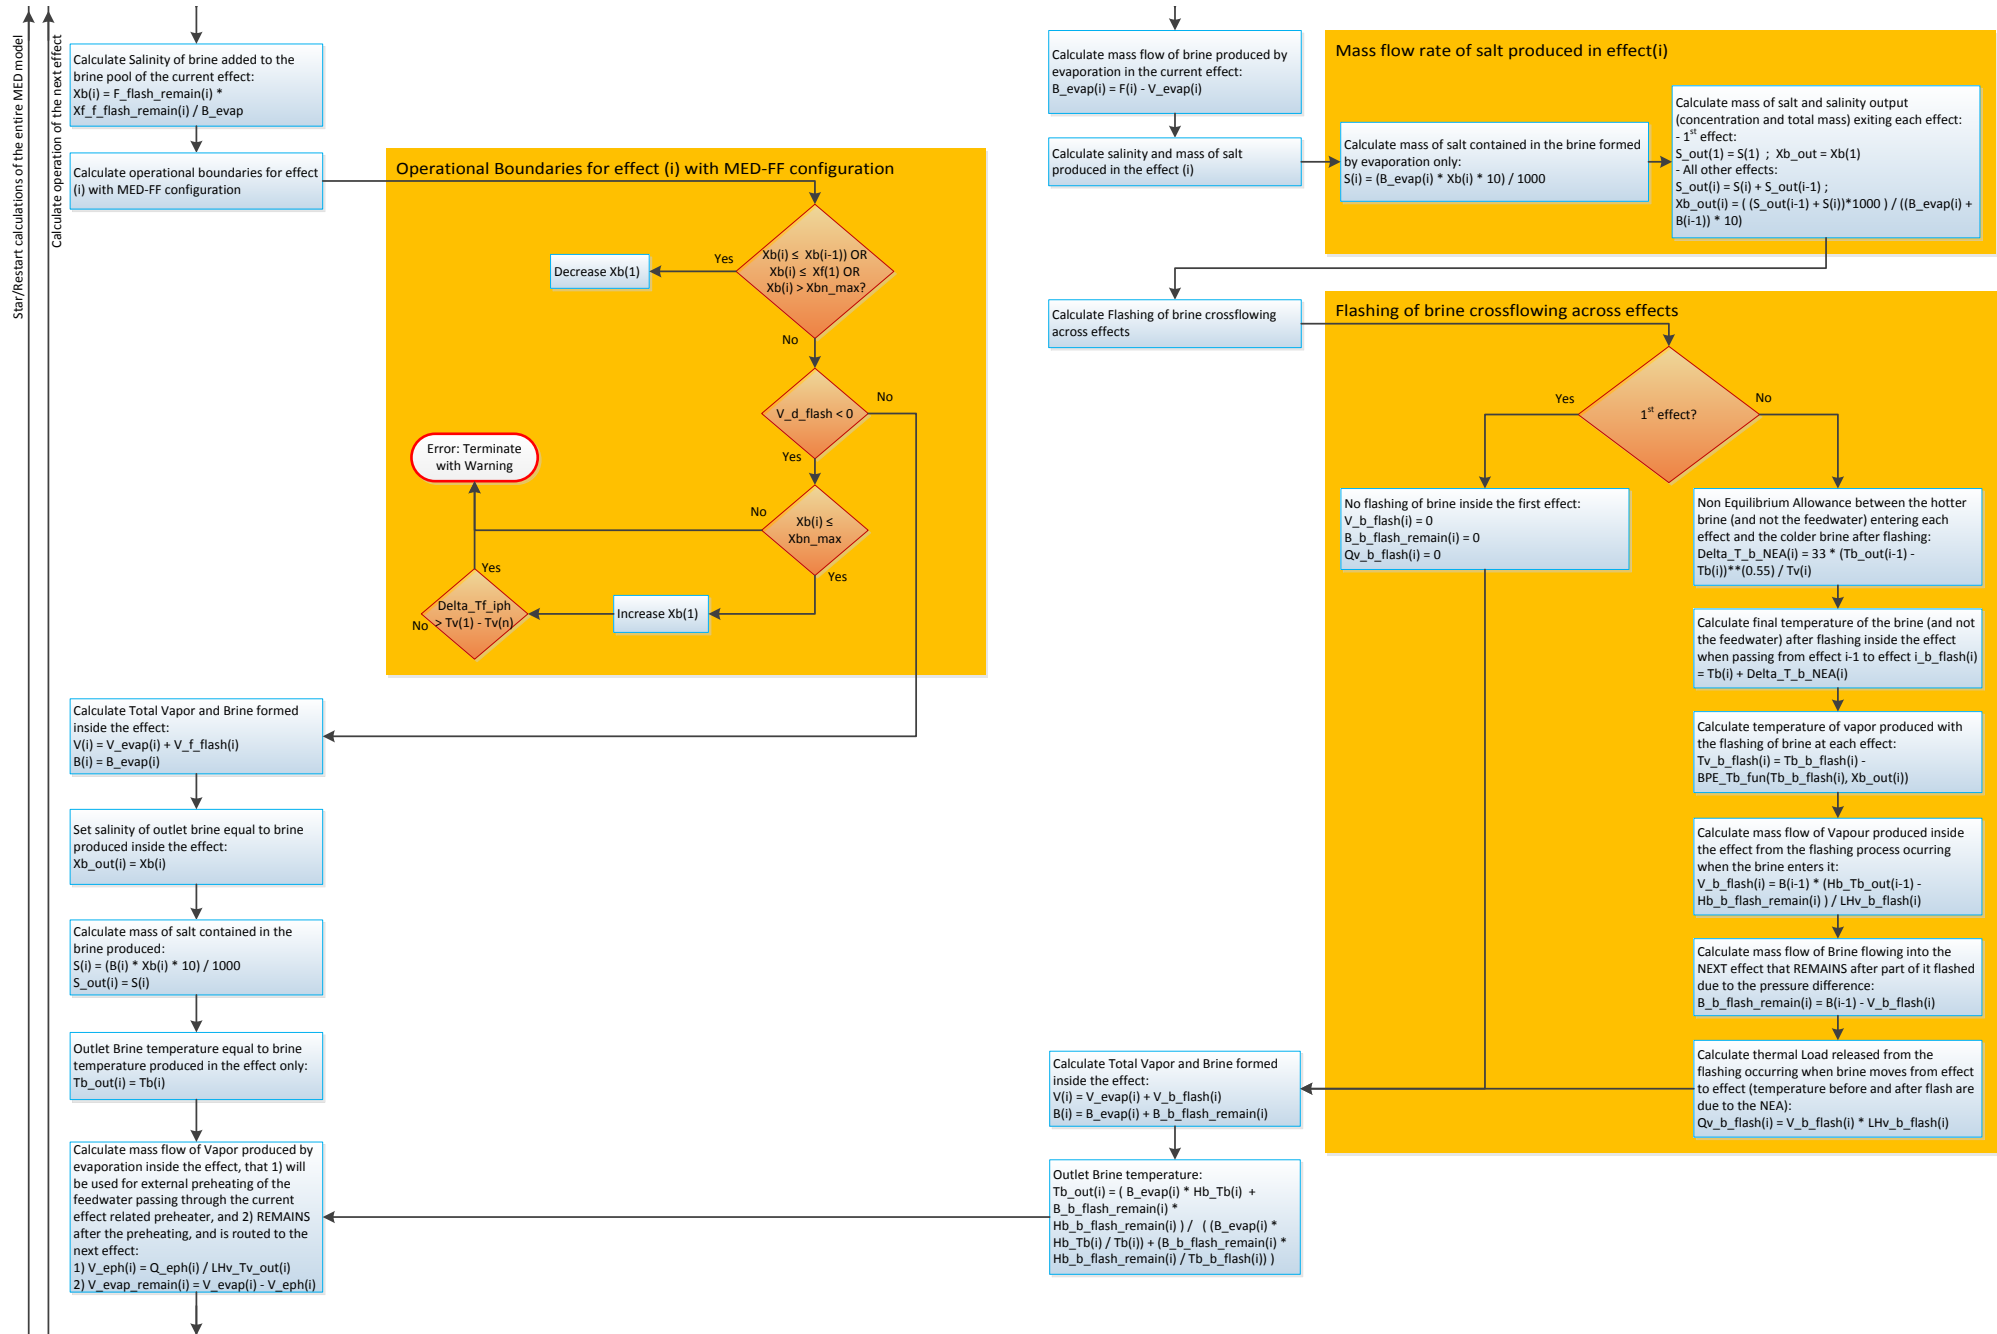 Star/Restart calculations of the entire MED model
Calculate operation of the next effect
Calculate Salinity of brine added to the
brine pool of the current effect:
Xb(i) = F_flash_remain(i) *
Xf_f_flash_remain(i) / B_evap
Calculate operational boundaries for effect
(i) with MED-FF configuration
Operational Boundaries for effect (i) with MED-FF configuration
Xb(i) ≤ Xb(i-1)) OR
Xb(i) ≤ Xf(1) OR
Xb(i) > Xbn_max?
Yes
Decrease Xb(1)
No
V_d_flash < 0
No
Yes
Error: Terminate
with Warning
Xb(i) ≤
Xbn_max
No
Yes
Increase Xb(1)
Delta_Tf_iph
> Tv(1) - Tv(n)
Yes
No
Calculate Total Vapor and Brine formed
inside the effect:
V(i) = V_evap(i) + V_f_flash(i)
B(i) = B_evap(i)
Set salinity of outlet brine equal to brine
produced inside the effect:
Xb_out(i) = Xb(i)
Calculate mass of salt contained in the
brine produced:
S(i) = (B(i) * Xb(i) * 10) / 1000
S_out(i) = S(i)
Outlet Brine temperature equal to brine
temperature produced in the effect only:
Tb_out(i) = Tb(i)
Calculate mass flow of Vapor produced by
evaporation inside the effect, that 1) will
be used for external preheating of the
feedwater passing through the current
effect related preheater, and 2) REMAINS
after the preheating, and is routed to the
next effect:
1) V_eph(i) = Q_eph(i) / LHv_Tv_out(i)
2) V_evap_remain(i) = V_evap(i) - V_eph(i)
Calculate mass flow of brine produced by
evaporation in the current effect:
B_evap(i) = F(i) - V_evap(i)
Calculate salinity and mass of salt
produced in the effect (i)
Mass flow rate of salt produced in effect(i)
Calculate mass of salt contained in the brine formed
by evaporation only:
S(i) = (B_evap(i) * Xb(i) * 10) / 1000
Calculate mass of salt and salinity output
(concentration and total mass) exiting each effect:
- 1st effect:
S_out(1) = S(1) ; Xb_out = Xb(1)
- All other effects:
S_out(i) = S(i) + S_out(i-1) ;
Xb_out(i) = ( (S_out(i-1) + S(i))*1000 ) / ((B_evap(i) +
B(i-1)) * 10)
Calculate Flashing of brine crossflowing
across effects
Flashing of brine crossflowing across effects
1st effect?
Yes
No
No flashing of brine inside the first effect:
V_b_flash(i) = 0
B_b_flash_remain(i) = 0
Qv_b_flash(i) = 0
Non Equilibrium Allowance between the hotter
brine (and not the feedwater) entering each
effect and the colder brine after flashing:
Delta_T_b_NEA(i) = 33 * (Tb_out(i-1) -
Tb(i))**(0.55) / Tv(i)
Calculate final temperature of the brine (and not
the feedwater) after flashing inside the effect
when passing from effect i-1 to effect i_b_flash(i)
= Tb(i) + Delta_T_b_NEA(i)
Calculate temperature of vapor produced with
the flashing of brine at each effect:
Tv_b_flash(i) = Tb_b_flash(i) -
BPE_Tb_fun(Tb_b_flash(i), Xb_out(i))
Calculate mass flow of Vapour produced inside
the effect from the flashing process ocurring
when the brine enters it:
V_b_flash(i) = B(i-1) * (Hb_Tb_out(i-1) -
Hb_b_flash_remain(i) ) / LHv_b_flash(i)
Calculate mass flow of Brine flowing into the
NEXT effect that REMAINS after part of it flashed
due to the pressure difference:
B_b_flash_remain(i) = B(i-1) - V_b_flash(i)
Calculate thermal Load released from the
flashing occurring when brine moves from effect
to effect (temperature before and after flash are
due to the NEA):
Qv_b_flash(i) = V_b_flash(i) * LHv_b_flash(i)
Calculate Total Vapor and Brine formed
inside the effect:
V(i) = V_evap(i) + V_b_flash(i)
B(i) = B_evap(i) + B_b_flash_remain(i)
Outlet Brine temperature:
Tb_out(i) = ( B_evap(i) * Hb_Tb(i) +
B_b_flash_remain(i) *
Hb_b_flash_remain(i) ) / ( (B_evap(i) *
Hb_Tb(i) / Tb(i)) + (B_b_flash_remain(i) *
Hb_b_flash_remain(i) / Tb_b_flash(i)) )